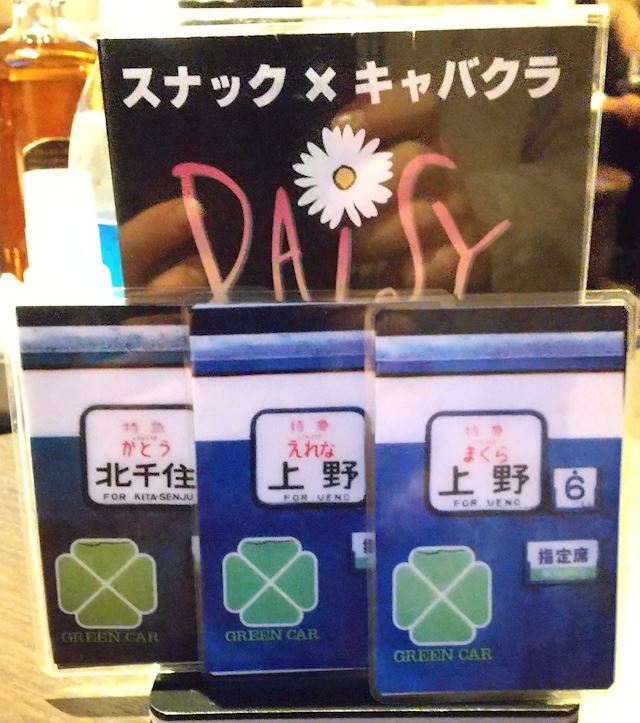 スナック×キャバクラ
DAISY
特急
がとう
北千住
FOR KITA-SENJU
GREEN CAR
特急
えれな
上野
FOR UENO
指
GREEN CAR
特急
まくら
上野
FOR UENO
6
指定席
GREEN CAR